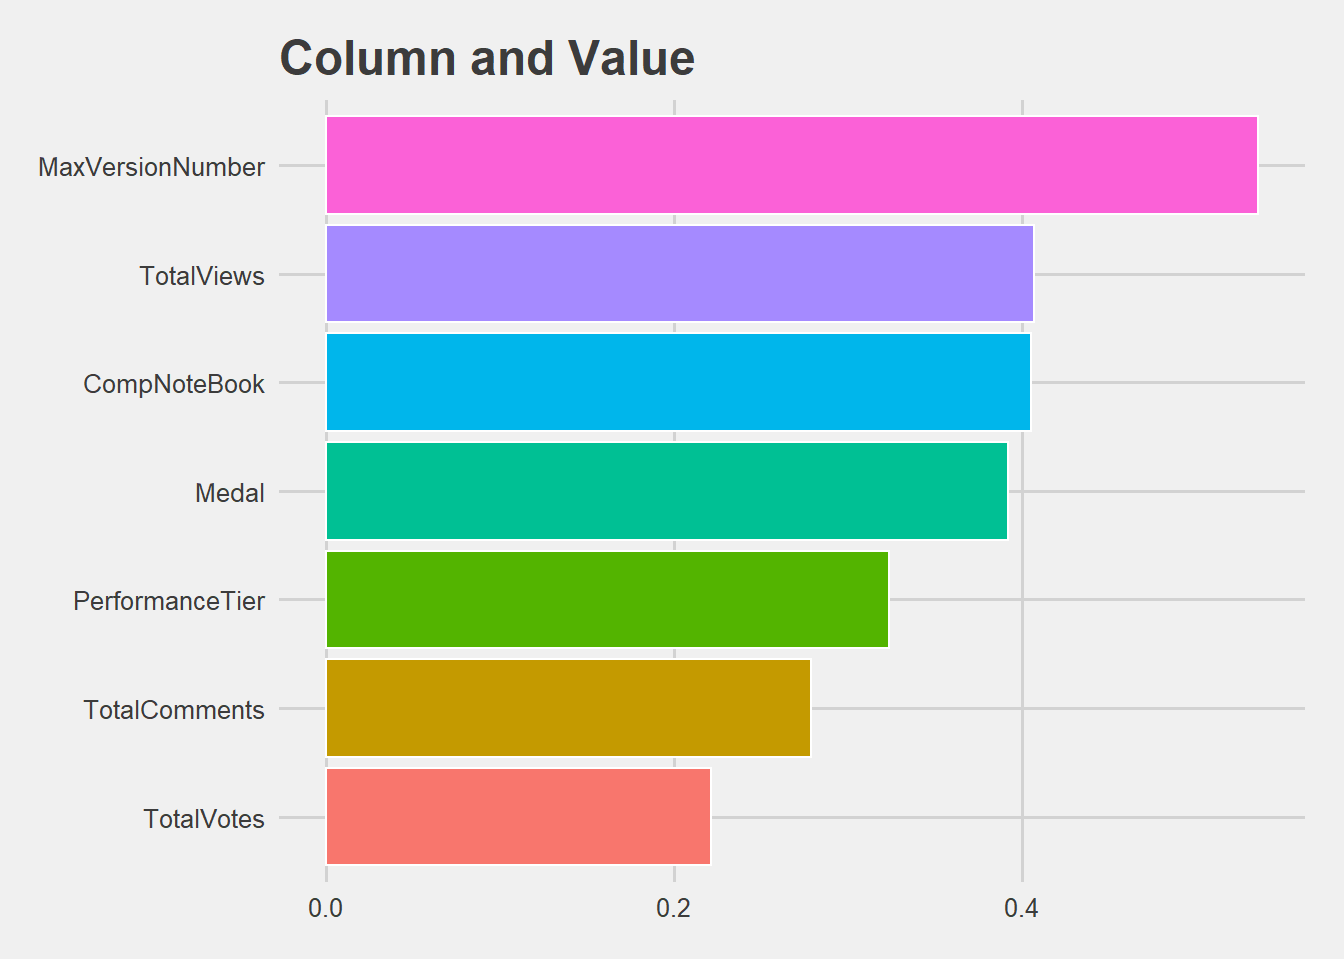 Column and Value
MaxVersionNumber
TotalViews
CompNoteBook
Medal
PerformanceTier
TotalComments
TotalVotes
0.0 0.2 0.4